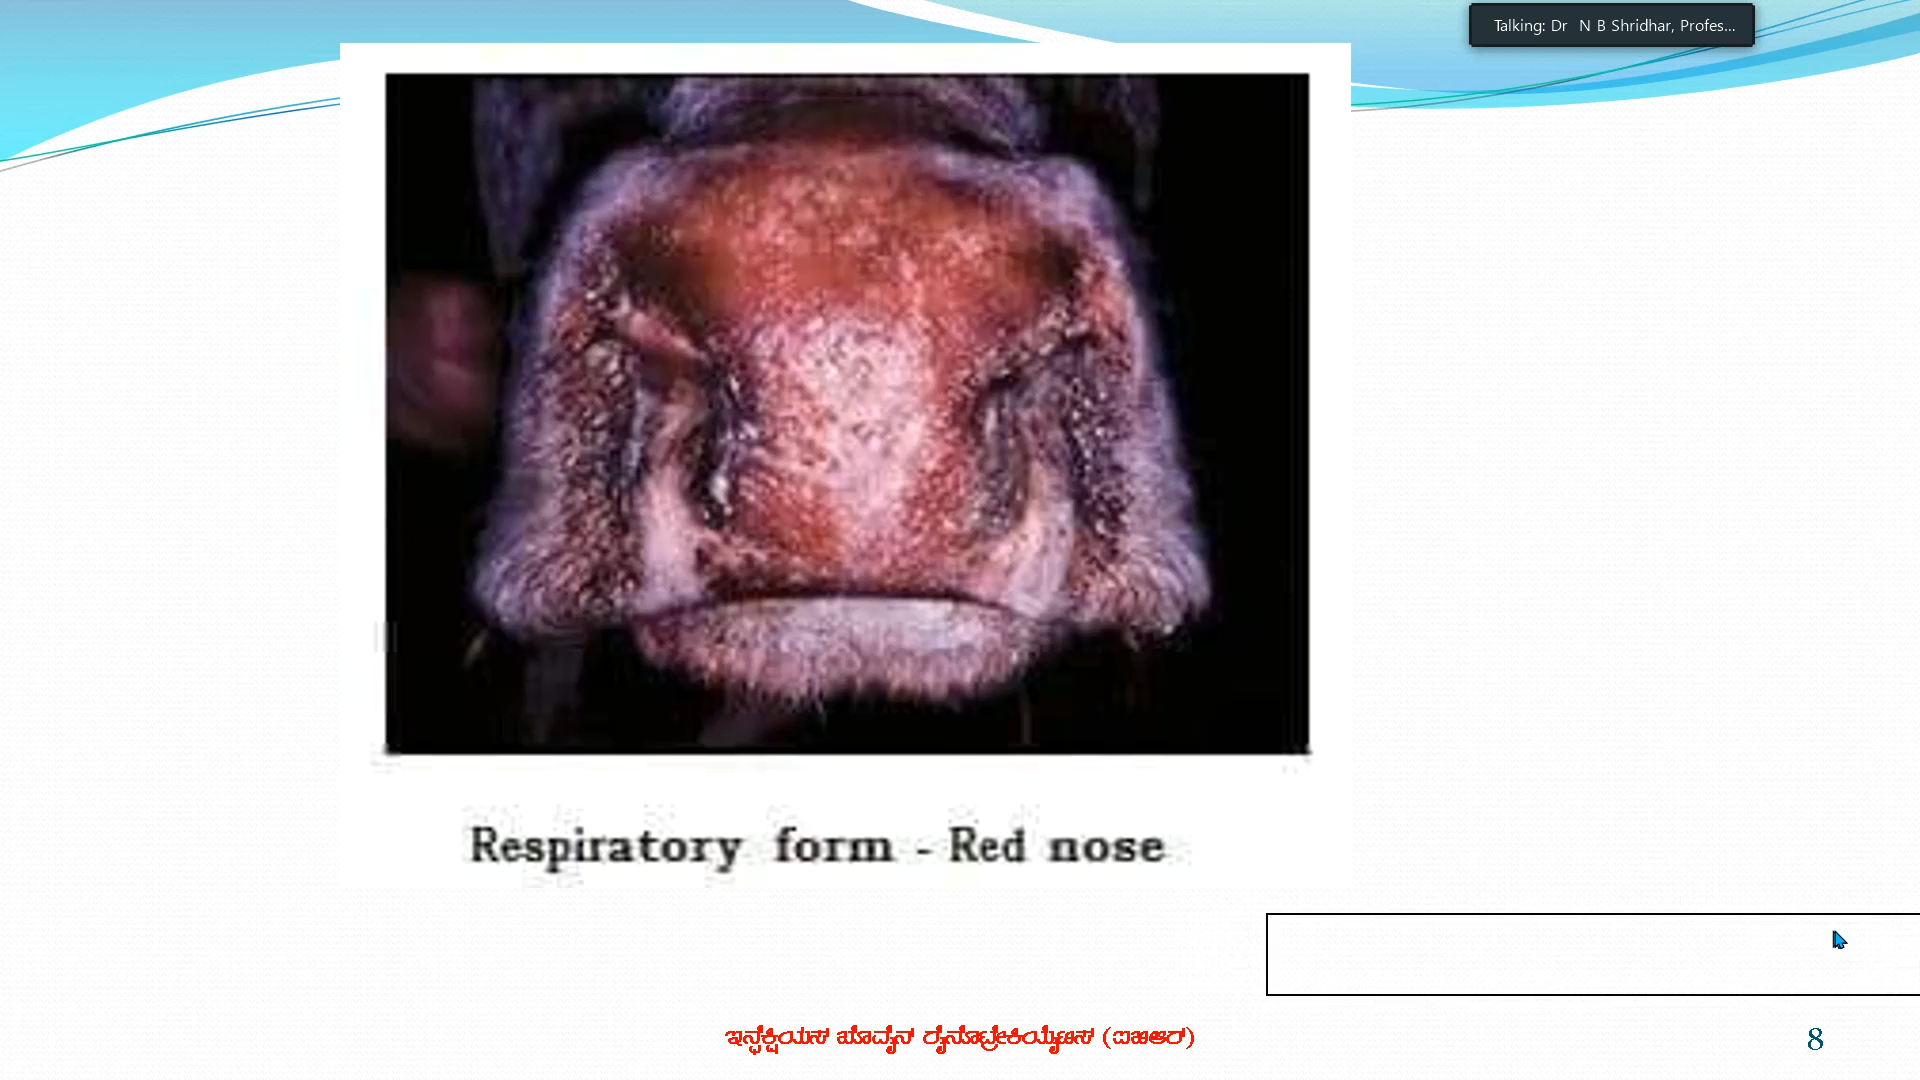 Talking: Dr N B Shridhar, Profes...
Respiratory form - Red nose
ಇನ್ಫೆಕ್ಷಿಯಸ್ ಬೊವೈನ್ ರೈನೊಟ್ರೇಕಿಯೈಟಿಸ್ (ಐಬಿಆರ್)
8